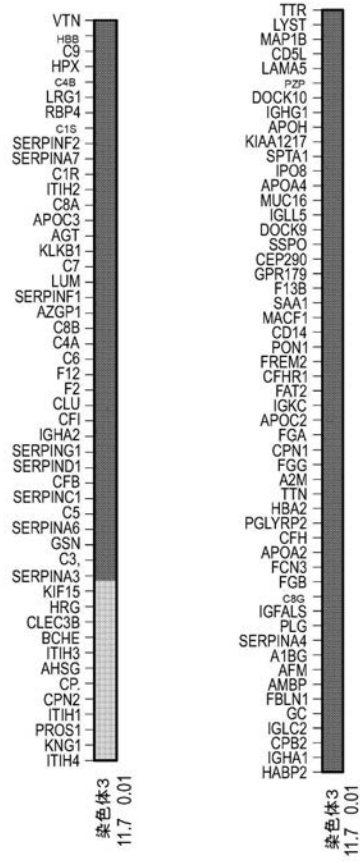 VTN
HBB
C9
HPX
C4B
LRG1
RBP4
C1S
SERPINF2
SERPINA7
C1R
ITIH2
C8A
APOC3
AGT
KLKB1
C7
LUM
SERPINF1
AZGP1
C8B
C4A
C6
F12
F2
CLU
CFI
IGHA2
SERPING1
SERPIND1
CFB
SERPINC1
C5
SERPINA6
GSN
C3,
SERPINA3
KIF15
HRG
CLEC3B
BCHE
ITIH3
AHSG
CP.
CPN2
ITIH1
PROS1
KNG1
ITIH4
染色体3
11.7 0.01
TTR
LYST
MAP1B
CD5L
LAMA5
PZP
DOCK10
IGHG1
APOH
KIAA1217
SPTA1
IPO8
APOA4
MUC16
IGLL5
DOCK9
SSPO
CEP290
GPR179
F13B
SAA1
MACF1
CD14
PON1
FREM2
CFHR1
FAT2
IGKC
APOC2
FGA
CPN1
FGG
A2M
TTN
HBA2
PGLYRP2
CFH
APOA2
FCN3
FGB
C8G
IGFALS
PLG
SERPINA4
A1BG
AFM
AMBP
FBLN1
GC
IGLC2
CPB2
IGHA1
HABP2
染色体3
11.7 0.01